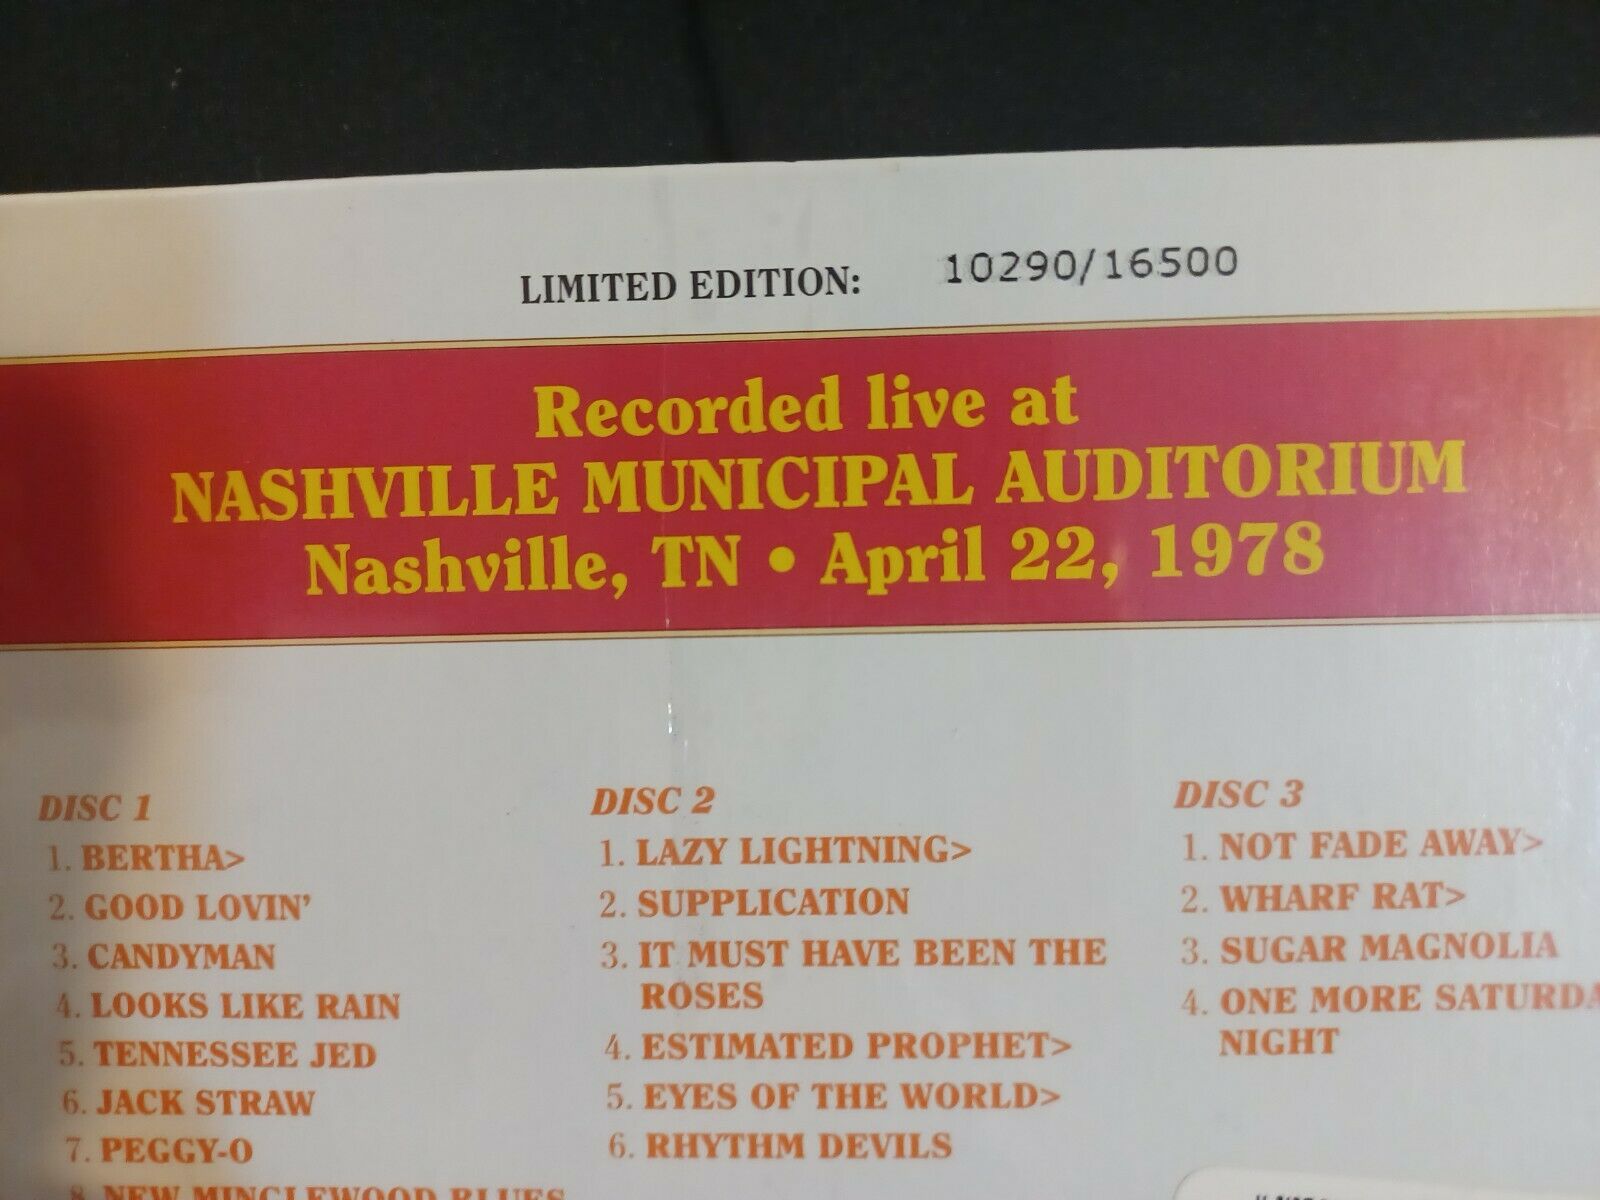 LIMITED EDITION: 10290/16500
Recorded live at
NASHVILLE MUNICIPAL AUDITORIUM
Nashville, TN • April 22, 1978
DISC 1
1. BERTHA>
2. GOOD LOVIN'
3. CANDYMAN
4. LOOKS LIKE RAIN
5. TENNESSEE JED
6. JACK STRAW
7. PEGGY-O
8. NEW MINGLEWOOD BLUES
DISC 2
1. LAZY LIGHTNING>
2. SUPPLICATION
3. IT MUST HAVE BEEN THE
ROSES
4. ESTIMATED PROPHET>
5. EYES OF THE WORLD>
6. RHYTHM DEVILS
DISC 3
1. NOT FADE AWAY>
2. WHARF RAT>
3. SUGAR MAGNOLIA
4. ONE MORE SATURDA
NIGHT